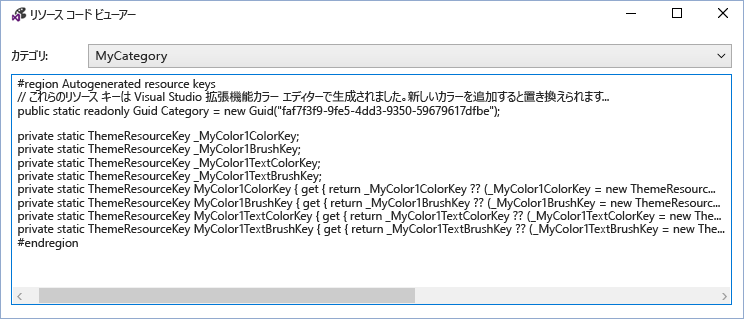 リソース コード ビューアー
カテゴリ:
MyCategory
#region Autogenerated resource keys
// これらのリソース キーは Visual Studio 拡張機能カラー エディターで生成されました。新しいカラーを追加すると置き換えられます...
public static readonly Guid Category = new Guid("faf7f3f9-9fe5-4dd3-9350-59679617dfbe");
private static ThemeResourceKey _MyColor1ColorKey;
private static ThemeResourceKey _MyColor1BrushKey;
private static ThemeResourceKey _MyColor1TextColorKey;
private static ThemeResourceKey _MyColor1TextBrushKey;
private static ThemeResourceKey MyColor1ColorKey { get { return _MyColor1ColorKey ?? (_MyColor1ColorKey = new ThemeResourc...
private static ThemeResourceKey MyColor1BrushKey { get { return _MyColor1BrushKey ?? (_MyColor1BrushKey = new ThemeResourc...
private static ThemeResourceKey MyColor1TextColorKey { get { return _MyColor1TextColorKey ?? (_MyColor1TextColorKey = new The...
private static ThemeResourceKey MyColor1TextBrushKey { get { return _MyColor1TextBrushKey ?? (_MyColor1TextBrushKey = new The...
#endregion